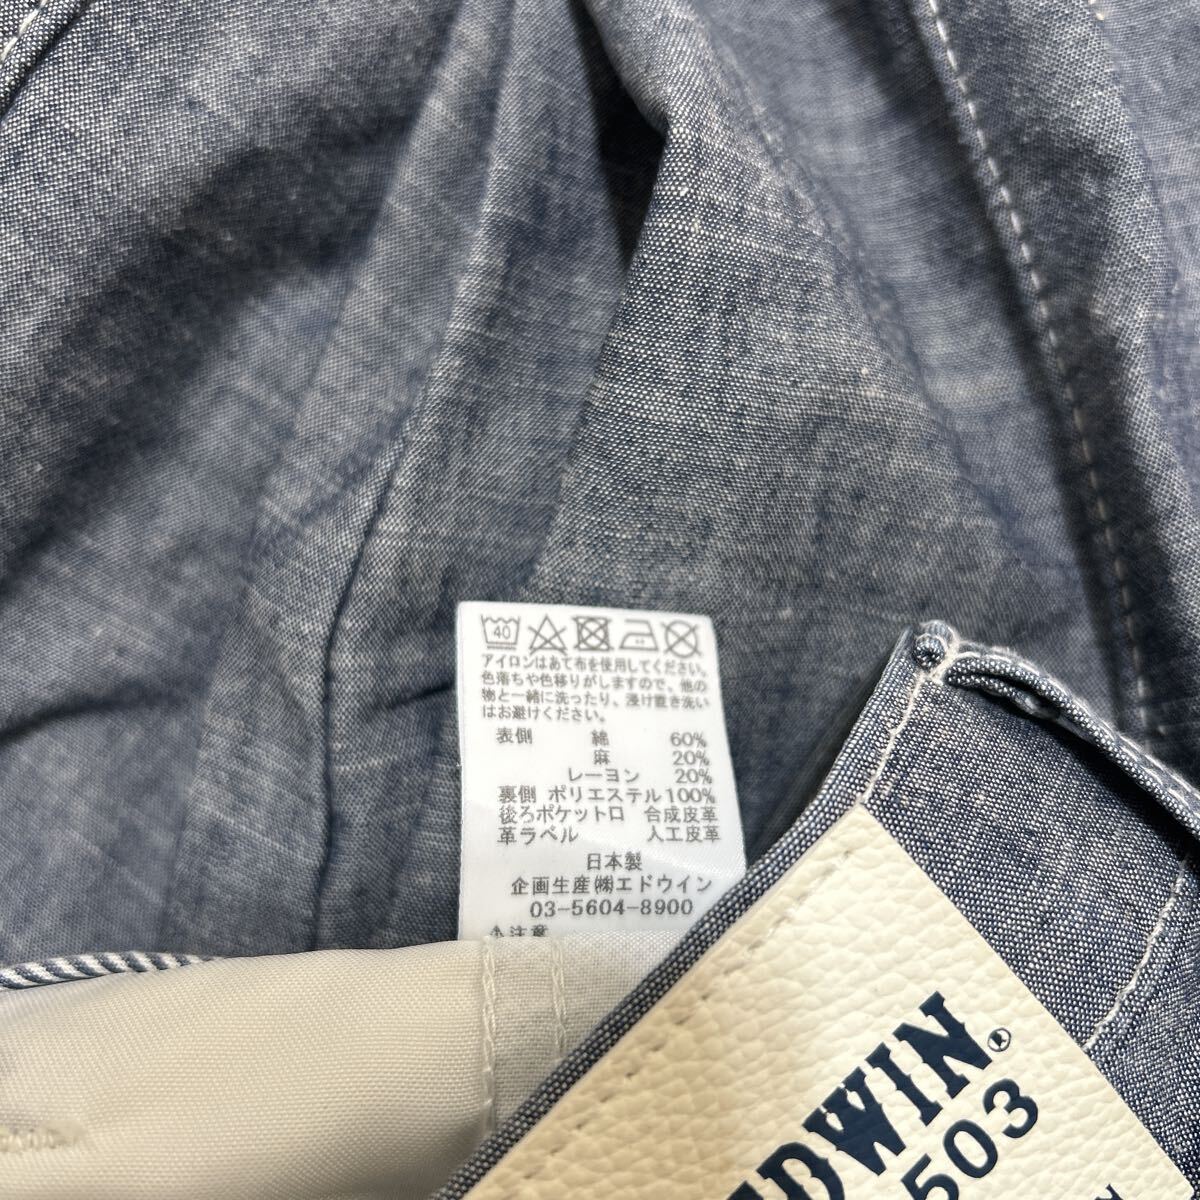 40
アイロンはあて布を使用してください。
色落ちや色移りがしますので、他の
物と一緒に洗ったり、浸け置き洗い
はお避けください。
表側 綿 60%
麻 20%
レーヨン 20%
裏側 ポリエステル100%
後ろポケット口 合成皮革
革ラベル 人工皮革
日本製
企画生産㈱エドウイン
03-5604-8900
⚠注意
EDWIN®
503